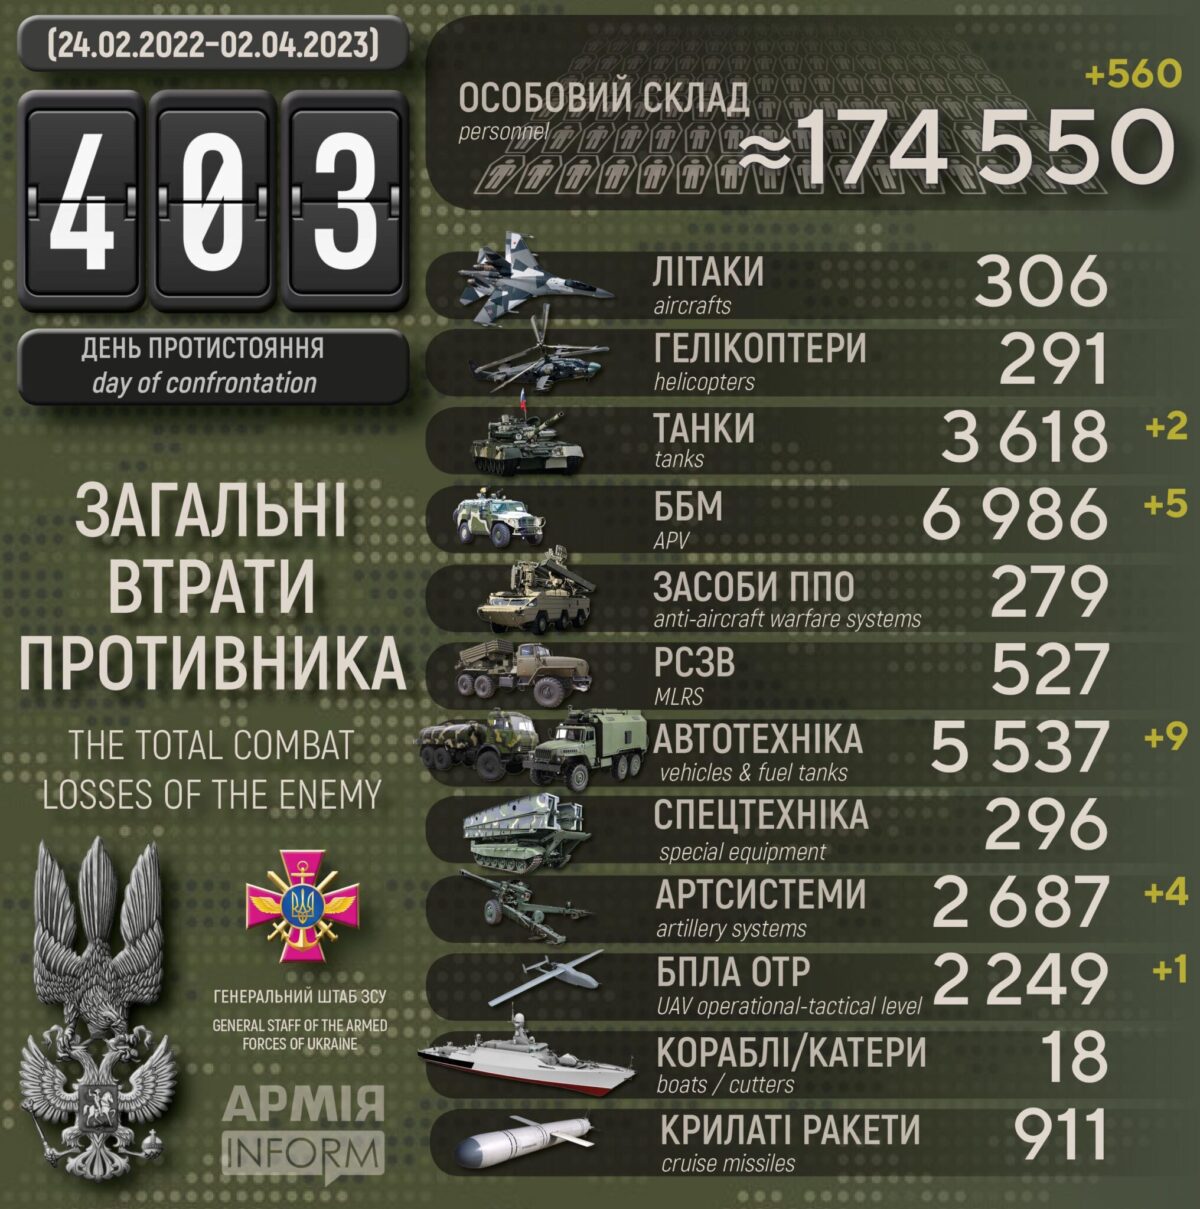 (24.02.2022–02.04.2023)
403
ДЕНЬ ПРОТИСТОЯННЯ
day of confrontation
ЗАГАЛЬНІ
ВТРАТИ
ПРОТИВНИКА
THE TOTAL COMBAT
LOSSES OF THE ENEMY
ГЕНЕРАЛЬНИЙ ШТАБ ЗСУ
GENERAL STAFF OF THE ARMED
FORCES OF UKRAINE
АРМІЯ
INFORM
+560
ОСОБОВИЙ СКЛАД
personnel
≈174 550
ЛІТАКИ
aircrafts
306
ГЕЛІКОПТЕРИ
helicopters
291
ТАНКИ
tanks
3 618
+2
ББМ
APV
6 986
+5
ЗАСОБИ ППО
anti-aircraft warfare systems
279
РСЗВ
MLRS
527
АВТОТЕХНІКА
vehicles & fuel tanks
5 537
+9
СПЕЦТЕХНІКА
special equipment
296
АРТСИСТЕМИ
artillery systems
2 687
+4
БПЛА ОТР
UAV operational-tactical level
2 249
+1
КОРАБЛІ/КАТЕРИ
boats / cutters
18
КРИЛАТІ РАКЕТИ
cruise missiles
911